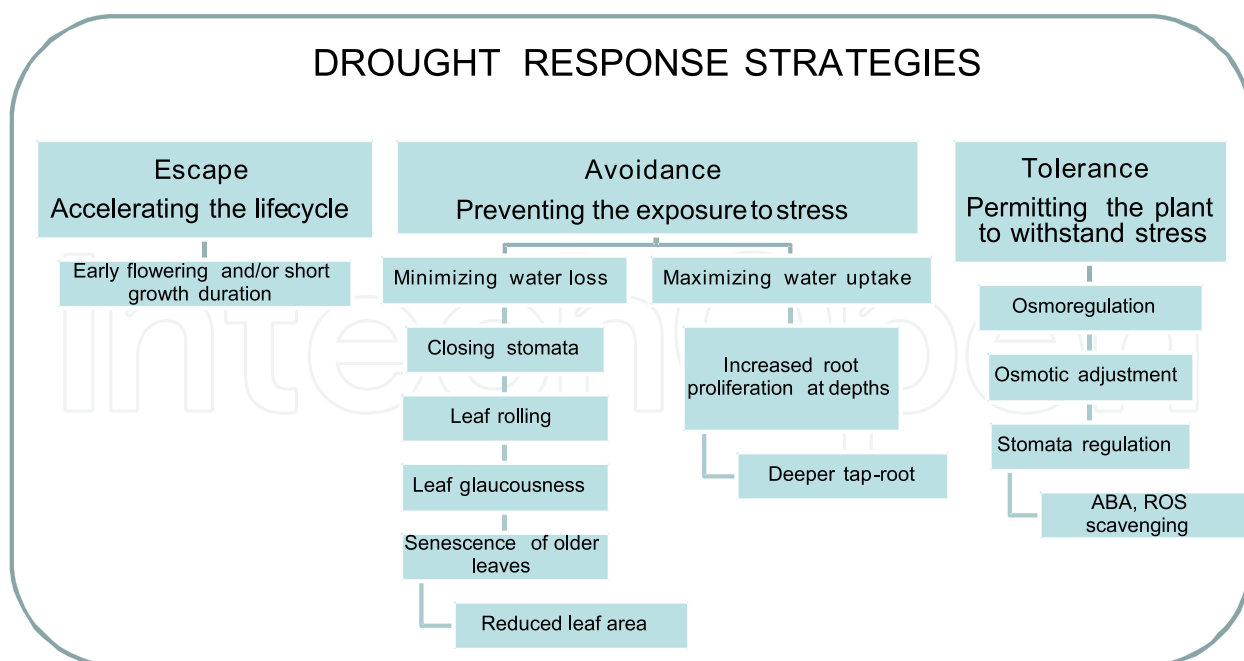 DROUGHT RESPONSE STRATEGIES
Escape
Accelerating the lifecycle
Early flowering and/or short
growth duration
Avoidance
Preventing the exposure to stress
Minimizing water loss
Closing stomata
Leaf rolling
Leaf glaucousness
Senescence of older
leaves
Reduced leaf area
Maximizing water uptake
Increased root
proliferation at depths
Deeper tap-root
Tolerance
Permitting the plant
to withstand stress
Osmoregulation
Osmotic adjustment
Stomata regulation
ABA, ROS
scavenging
IntechOpen